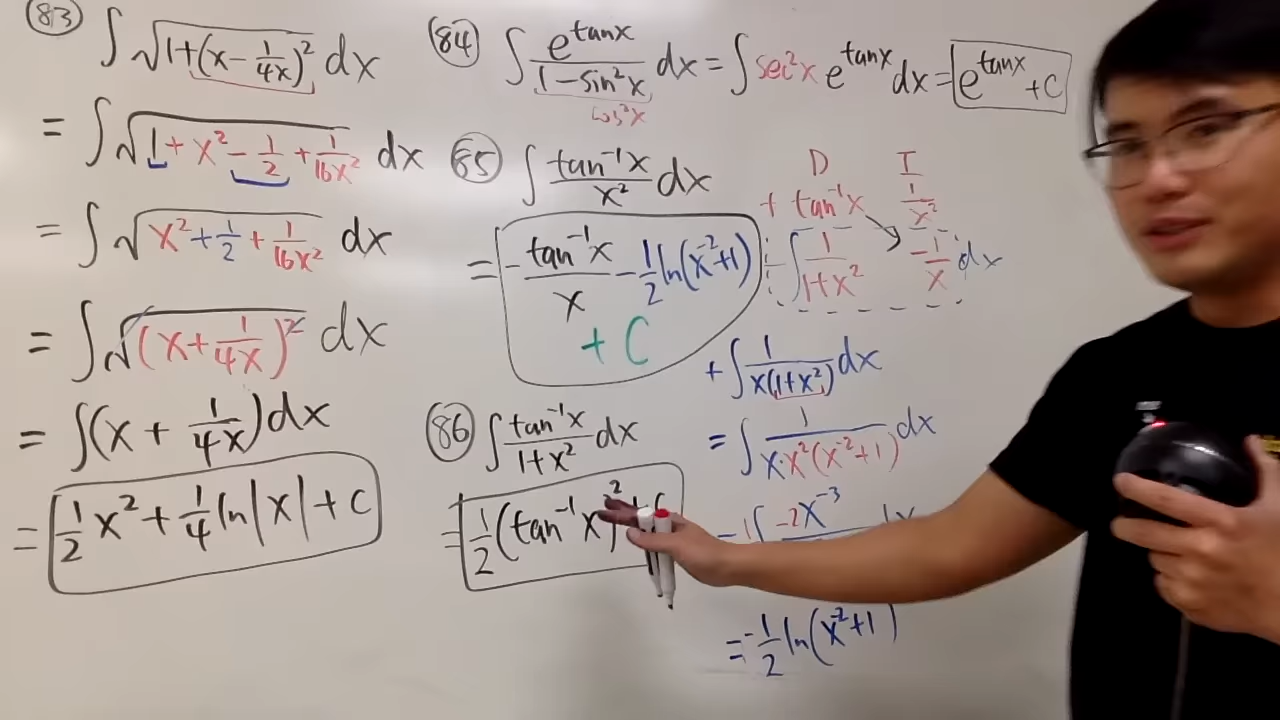 83 ∫ √(1+(x-1/4x)²) dx
= ∫ √(1+x²-1/2+1/16x²) dx
= ∫ √(x²+1/2+1/16x²) dx
= ∫ √((x+1/4x)²) dx
= ∫(x+1/4x)dx
= 1/2 x²+1/4 ln|x|+C
84 ∫ e^tanx/(1-sin²x) dx = ∫ sec²x e^tanx dx = e^tanx +C
cos²x
85 ∫ tan⁻¹x/x² dx
= -tan⁻¹x/x - 1/2 ln(x⁻²+1)
+ C
D I
+ tan⁻¹x 1/x²
- ∫ 1/(1+x²) -1/x dx
+∫ 1/(x(1+x²)) dx
= ∫ 1/(x·x²(x⁻²+1)) dx
-2x⁻³
= -1/2 ln(x⁻²+1)
86 ∫ tan⁻¹x/(1+x²) dx
= 1/2 (tan⁻¹x)²